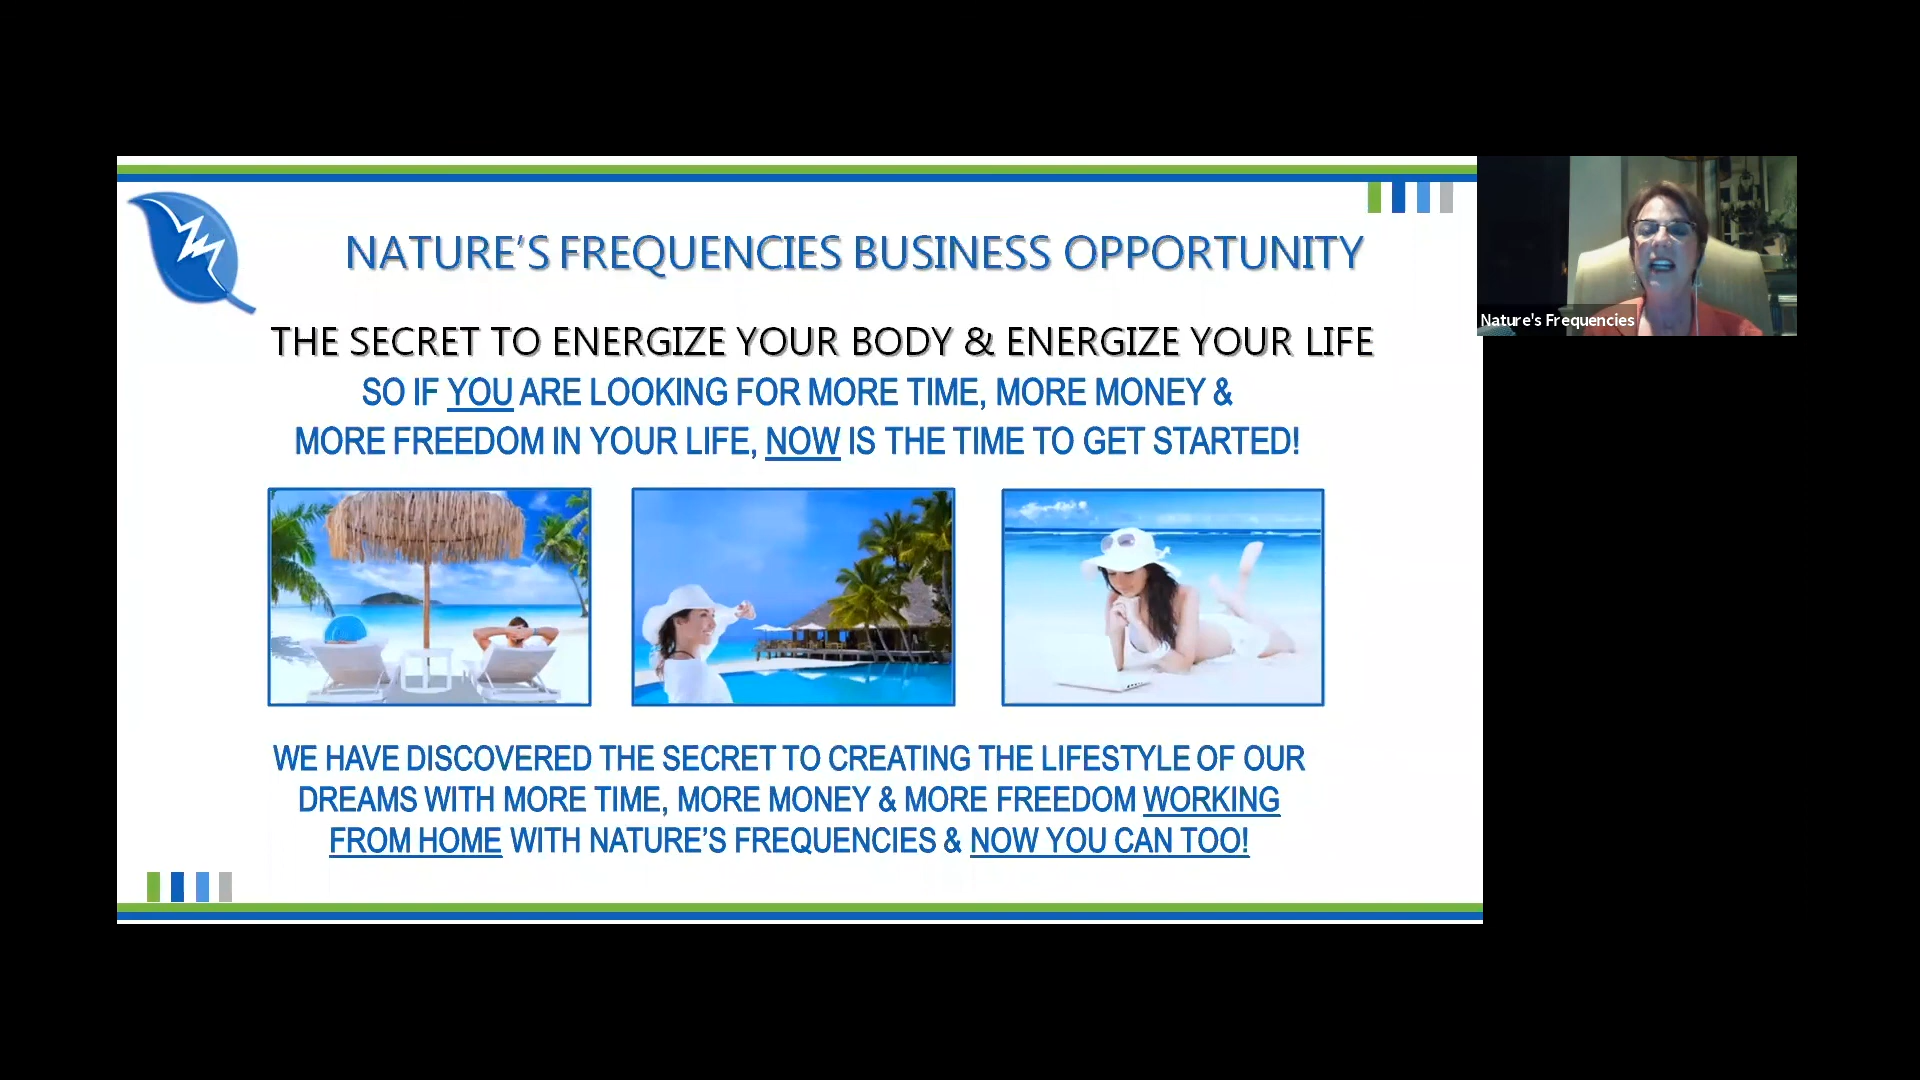 NATURE'S FREQUENCIES BUSINESS OPPORTUNITY
THE SECRET TO ENERGIZE YOUR BODY & ENERGIZE YOUR LIFE
SO IF YOU ARE LOOKING FOR MORE TIME, MORE MONEY &
MORE FREEDOM IN YOUR LIFE, NOW IS THE TIME TO GET STARTED!
WE HAVE DISCOVERED THE SECRET TO CREATING THE LIFESTYLE OF OUR
DREAMS WITH MORE TIME, MORE MONEY & MORE FREEDOM WORKING
FROM HOME WITH NATURE'S FREQUENCIES & NOW YOU CAN TOO!
Nature's Frequencies